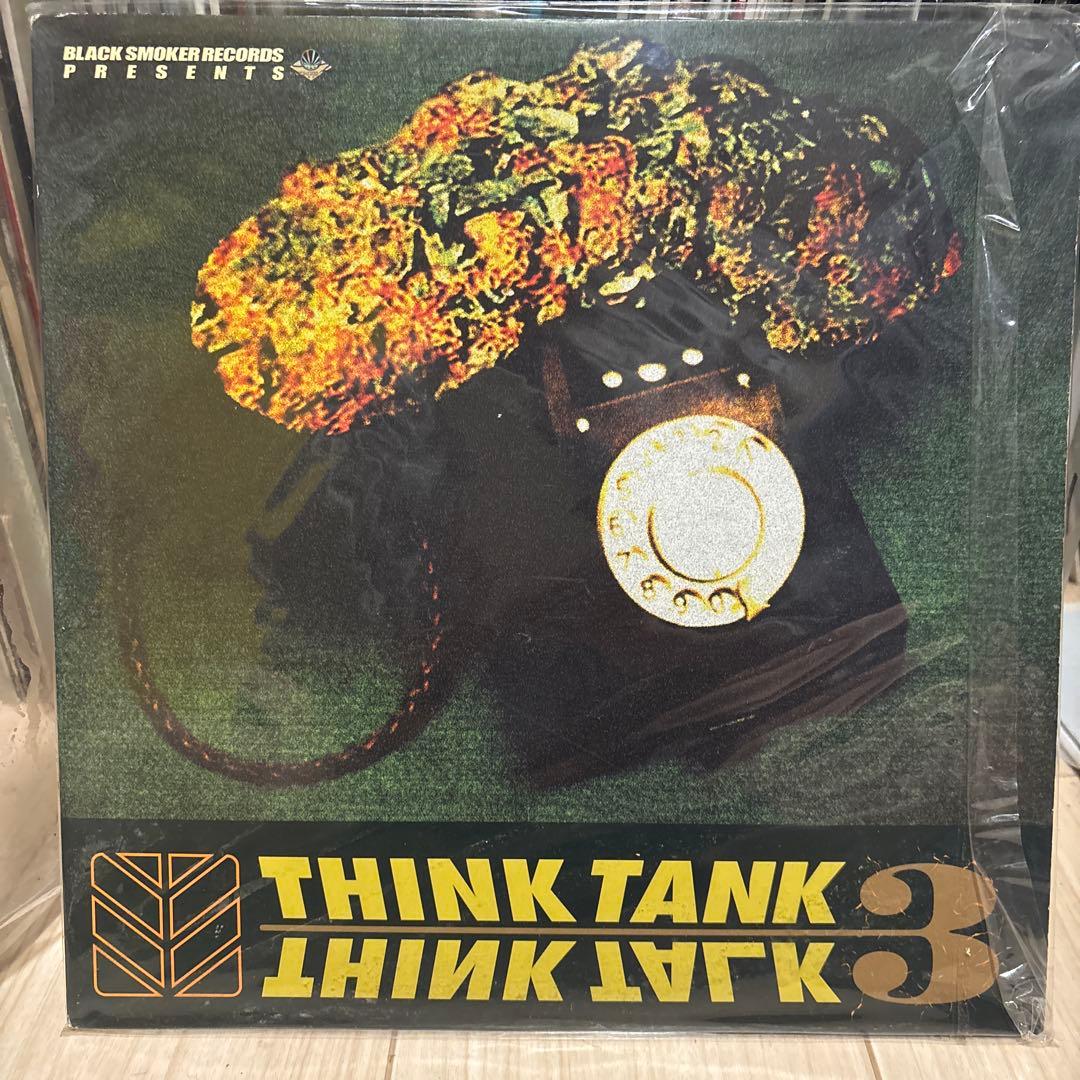 BLACK SMOKER RECORDS
PRESENTS
THINK TANK
THINK TALK
3